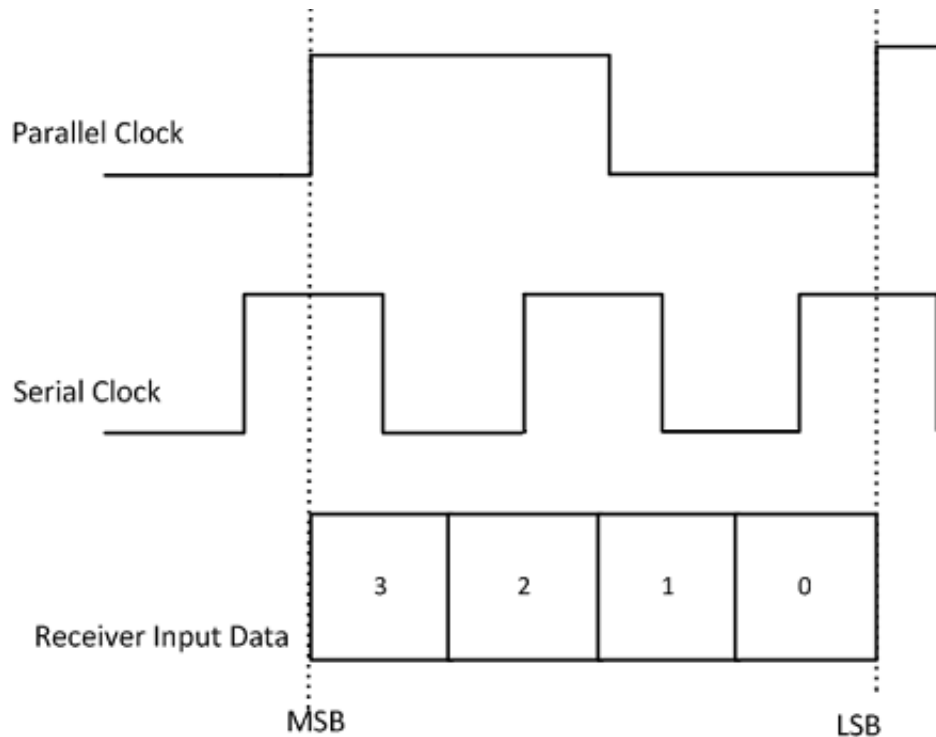 Parallel Clock
Serial Clock
3 2 1 0
Receiver Input Data
MSB LSB